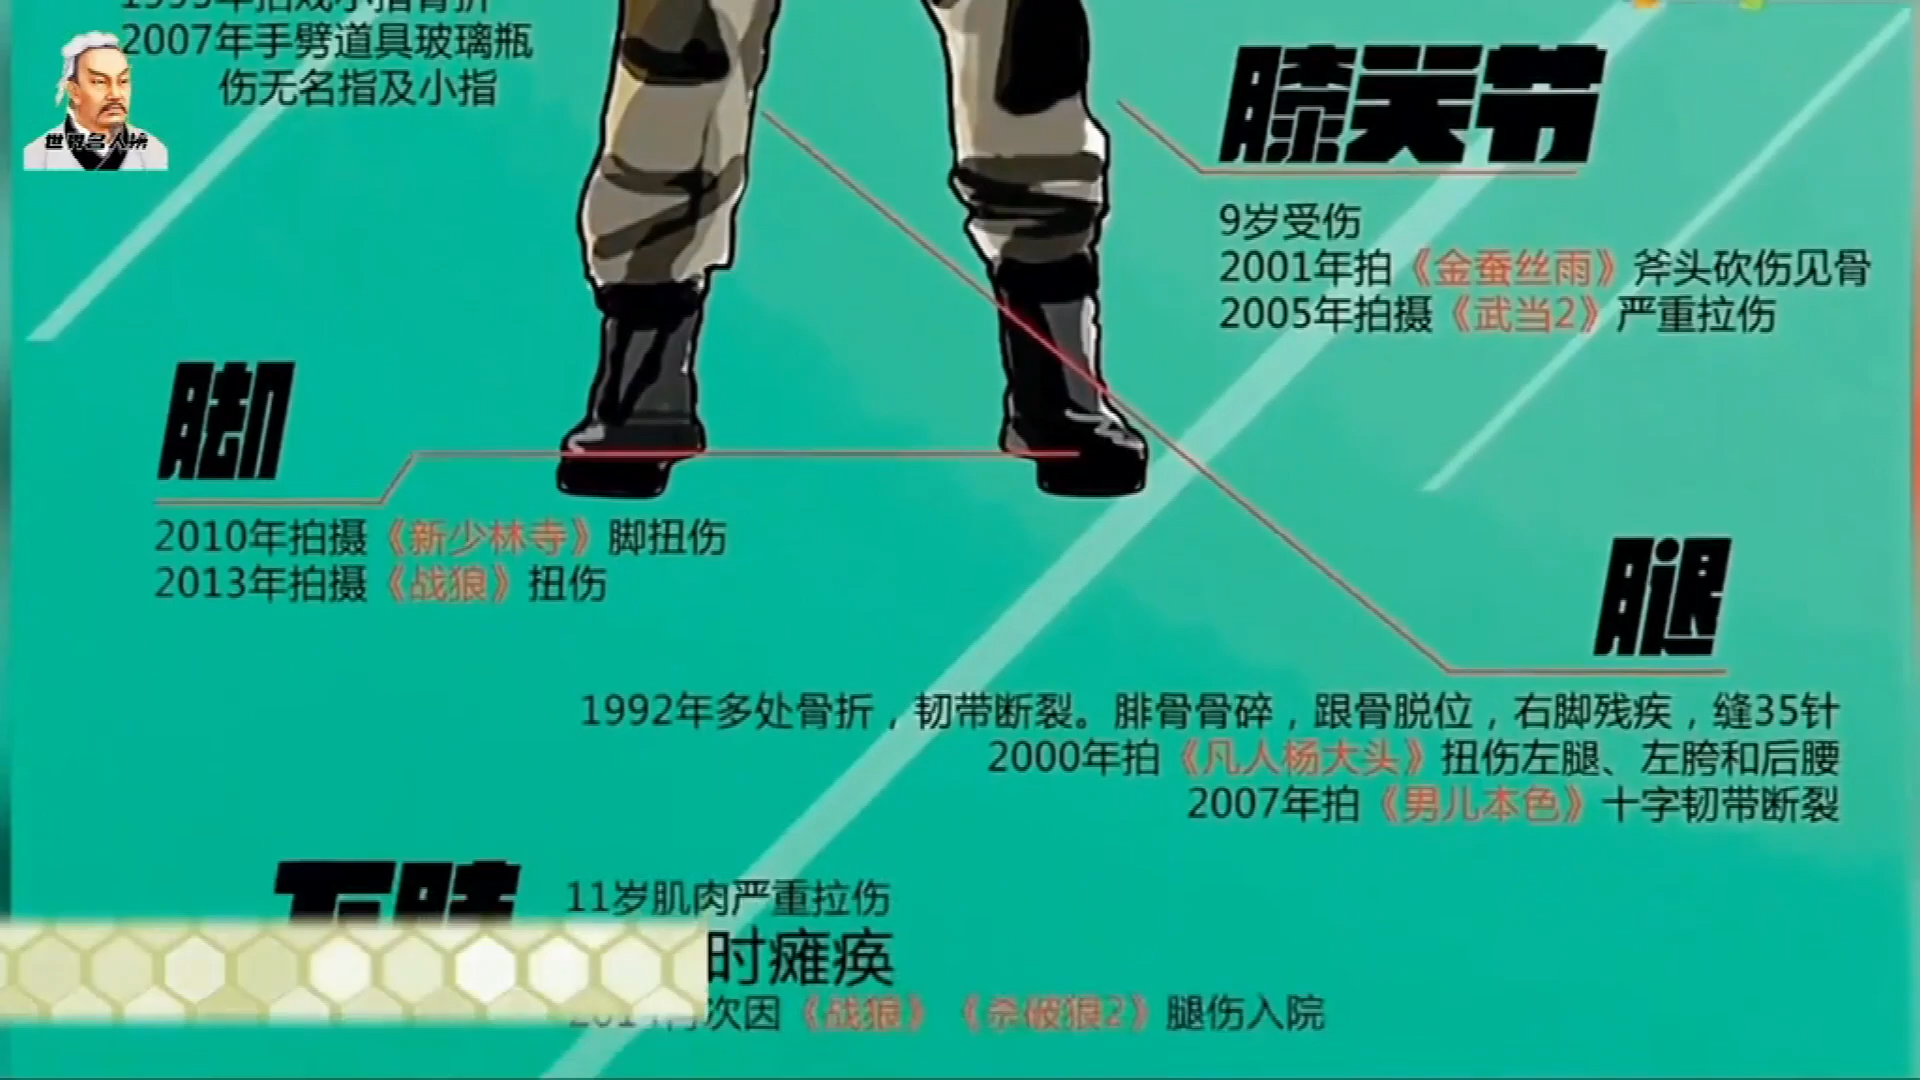 2007年手劈道具玻璃瓶
伤无名指及小指
世界名人榜
膝关节
9岁受伤
2001年拍《金蚕丝雨》斧头砍伤见骨
2005年拍摄《武当2》严重拉伤
脚
2010年拍摄《新少林寺》脚扭伤
2013年拍摄《战狼》扭伤
腿
1992年多处骨折，韧带断裂。腓骨骨碎，跟骨脱位，右脚残疾，缝35针
2000年拍《凡人杨大头》扭伤左腿、左胯和后腰
2007年拍《男儿本色》十字韧带断裂
11岁肌肉严重拉伤
时瘫痪
次因《战狼》《杀破狼2》腿伤入院